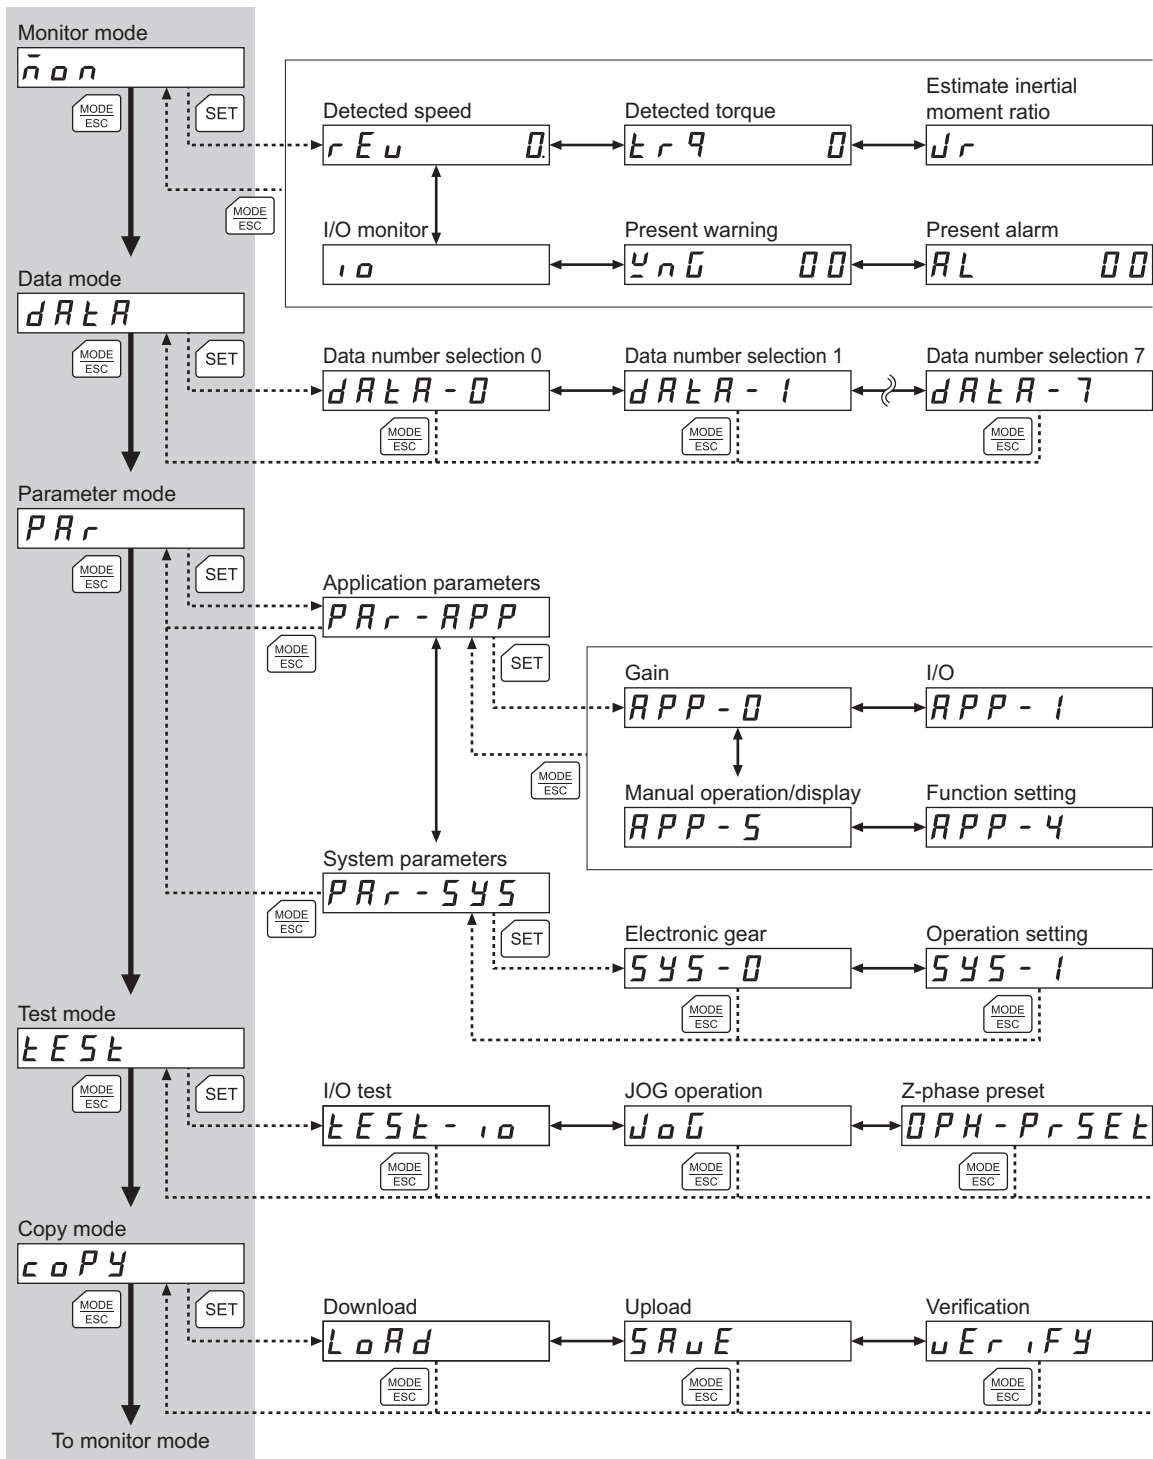 Monitor mode
mon
MODE
ESC
SET
Estimate inertial
moment ratio
Detected speed
Detected torque
rEv 0.
trq 0
Jr
MODE
ESC
I/O monitor
Present warning
Present alarm
io
WnG 00
AL 00
Data mode
dAtA
MODE
ESC
SET
Data number selection 0
Data number selection 1
Data number selection 7
dAtA-0
dAtA-1
dAtA-7
MODE
ESC
MODE
ESC
MODE
ESC
Parameter mode
PAr
MODE
ESC
SET
Application parameters
PAr-APP
MODE
ESC
SET
Gain
I/O
APP-0
APP-1
MODE
ESC
Manual operation/display
Function setting
APP-5
APP-4
System parameters
PAr-SYS
MODE
ESC
SET
Electronic gear
Operation setting
SYS-0
SYS-1
MODE
ESC
MODE
ESC
Test mode
tESt
MODE
ESC
SET
I/O test
JOG operation
Z-phase preset
tESt-io
JoG
0PH-PrSEt
MODE
ESC
MODE
ESC
MODE
ESC
Copy mode
coPY
MODE
ESC
SET
Download
Upload
Verification
LoAd
SAvE
vEriFY
MODE
ESC
MODE
ESC
MODE
ESC
To monitor mode